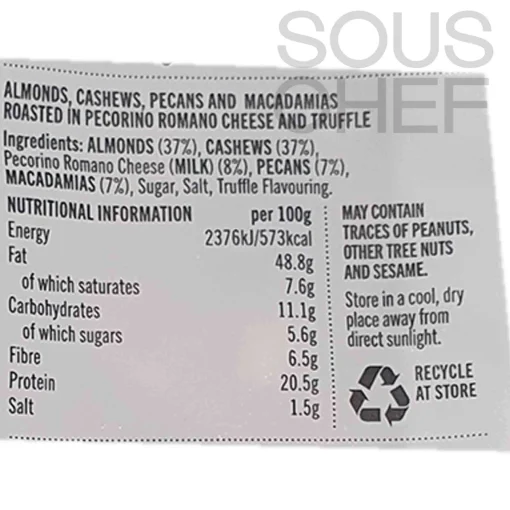 SOUS
CHEF
ALMONDS, CASHEWS, PECANS AND MACADAMIAS
ROASTED IN PECORINO ROMANO CHEESE AND TRUFFLE
Ingredients: ALMONDS (37%), CASHEWS (37%),
Pecorino Romano Cheese (MILK) (8%), PECANS (7%),
MACADAMIAS (7%), Sugar, Salt, Truffle Flavouring.
NUTRITIONAL INFORMATION per 100g
Energy 2376kJ/573kcal
Fat 48.8g
of which saturates 7.6g
Carbohydrates 11.1g
of which sugars 5.6g
Fibre 6.5g
Protein 20.5g
Salt 1.5g
MAY CONTAIN
TRACES OF PEANUTS,
OTHER TREE NUTS
AND SESAME.
Store in a cool, dry
place away from
direct sunlight.
RECYCLE
AT STORE